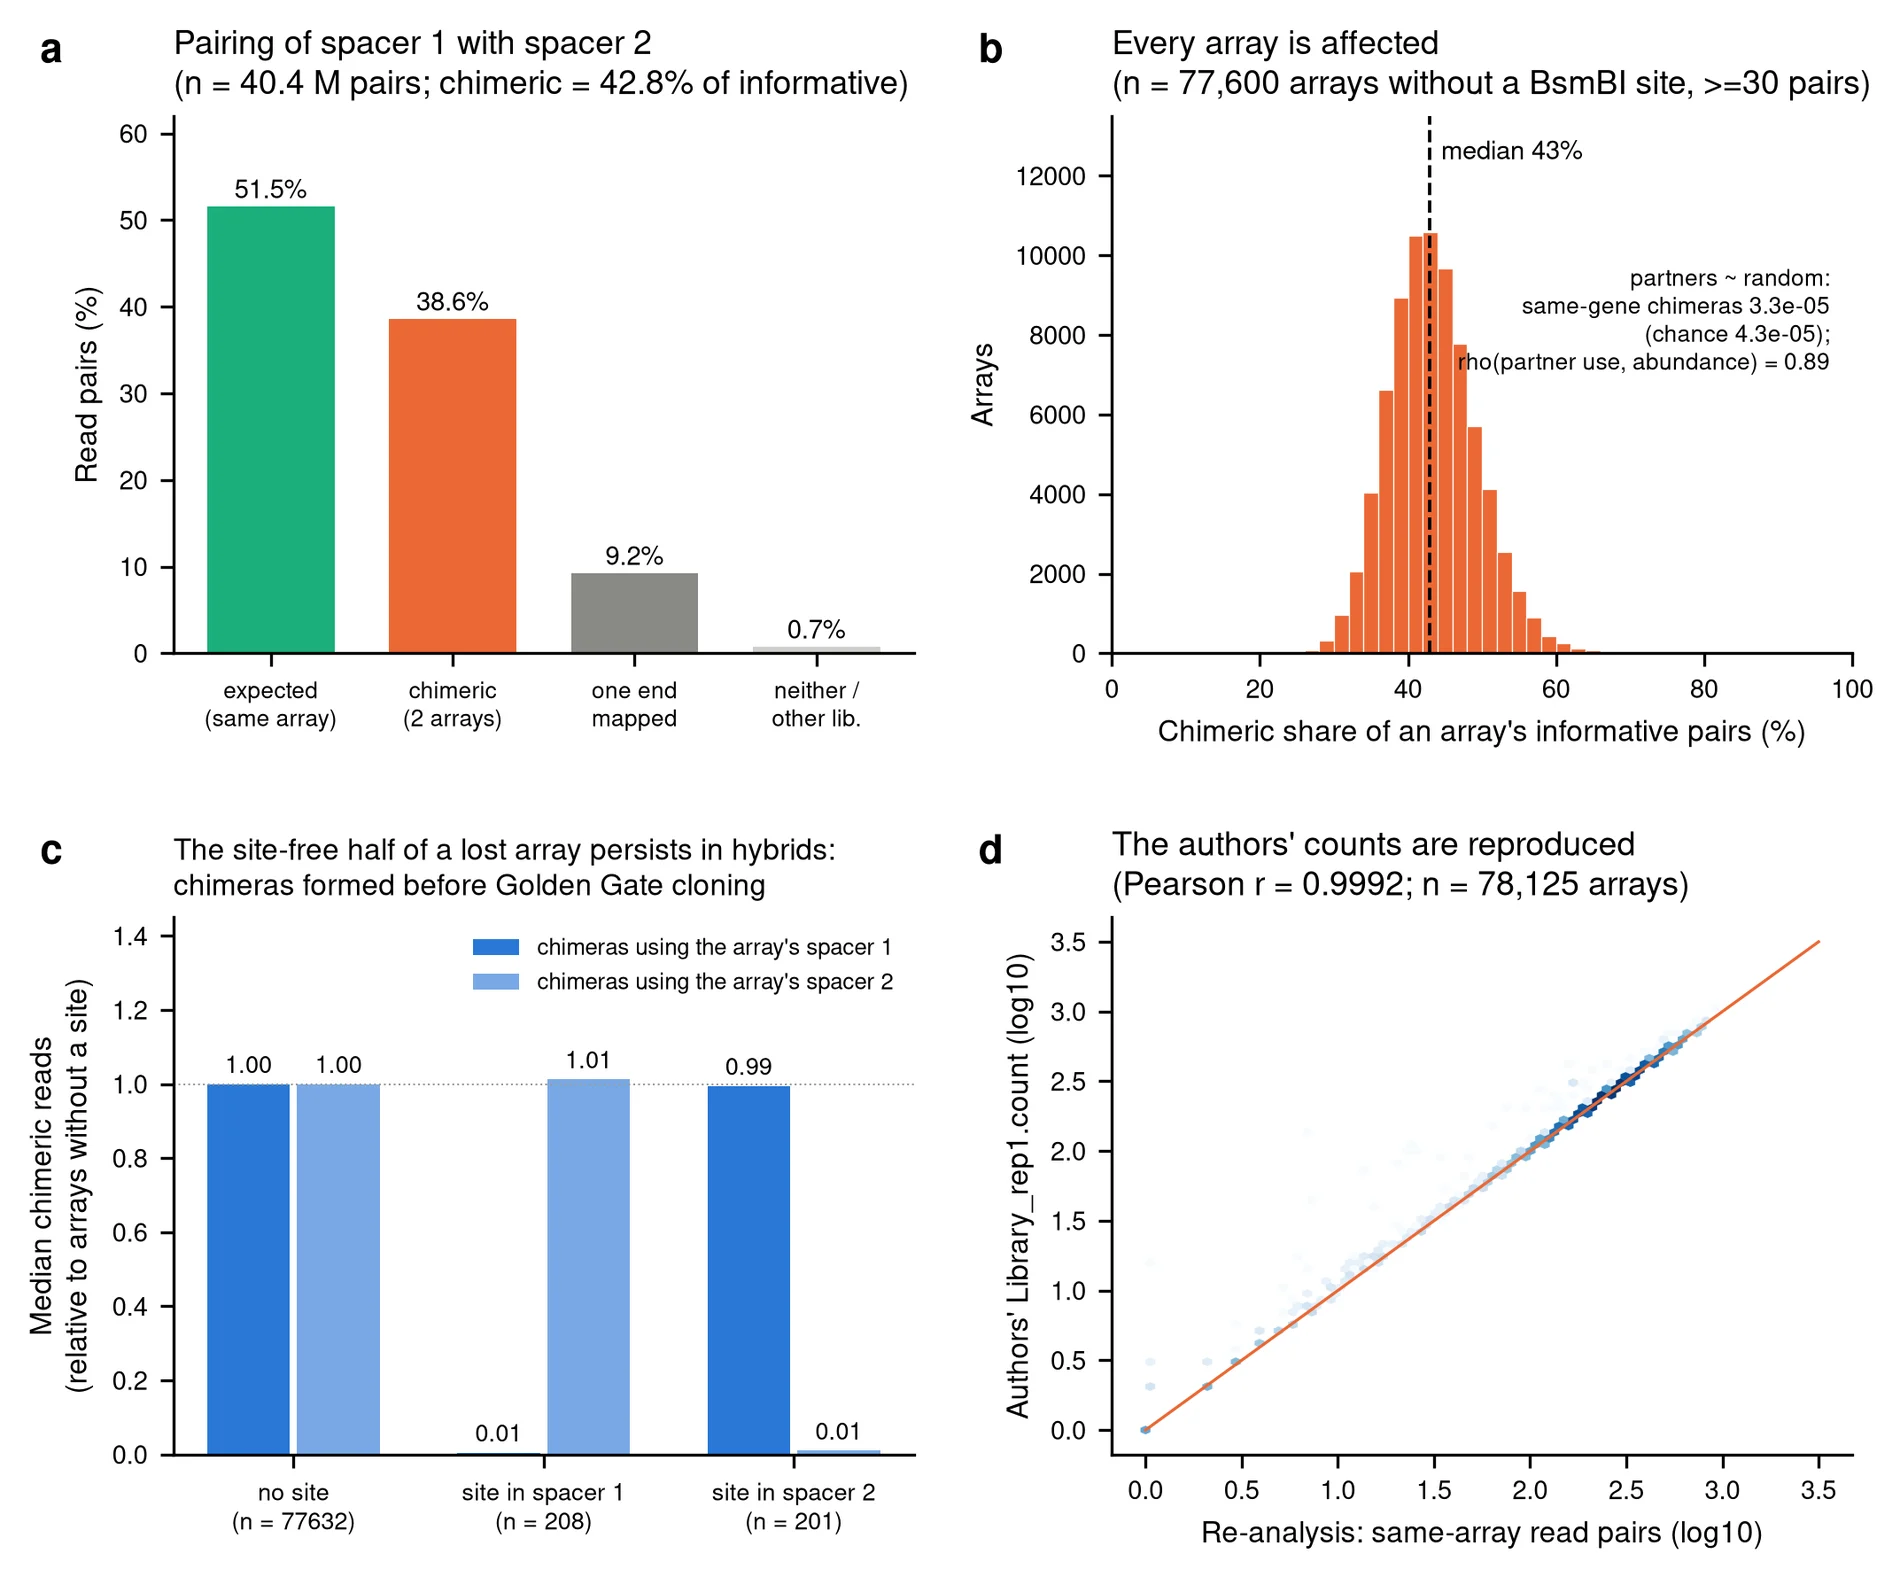 a
Pairing of spacer 1 with spacer 2
(n = 40.4 M pairs; chimeric = 42.8% of informative)
Read pairs (%)
60
50
40
30
20
10
0
51.5%
38.6%
9.2%
0.7%
expected
(same array)
chimeric
(2 arrays)
one end
mapped
neither /
other lib.
b
Every array is affected
(n = 77,600 arrays without a BsmBI site, >=30 pairs)
Arrays
12000
10000
8000
6000
4000
2000
0
median 43%
partners ~ random:
same-gene chimeras 3.3e-05
(chance 4.3e-05);
rho(partner use, abundance) = 0.89
0
20
40
60
80
100
Chimeric share of an array's informative pairs (%)
c
The site-free half of a lost array persists in hybrids:
chimeras formed before Golden Gate cloning
Median chimeric reads
(relative to arrays without a site)
1.4
1.2
1.0
0.8
0.6
0.4
0.2
0.0
chimeras using the array's spacer 1
chimeras using the array's spacer 2
1.00
1.00
0.01
1.01
0.99
0.01
no site
(n = 77632)
site in spacer 1
(n = 208)
site in spacer 2
(n = 201)
d
The authors' counts are reproduced
(Pearson r = 0.9992; n = 78,125 arrays)
Authors' Library_rep1.count (log10)
3.5
3.0
2.5
2.0
1.5
1.0
0.5
0.0
0.0
0.5
1.0
1.5
2.0
2.5
3.0
3.5
Re-analysis: same-array read pairs (log10)